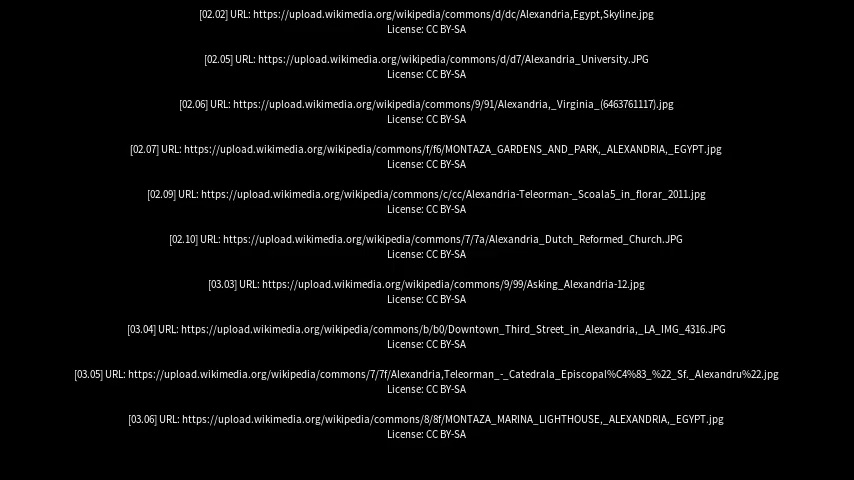 [02.02] URL: https://upload.wikimedia.org/wikipedia/commons/d/dc/Alexandria,Egypt,Skyline.jpg
License: CC BY-SA
[02.05] URL: https://upload.wikimedia.org/wikipedia/commons/d/d7/Alexandria_University.JPG
License: CC BY-SA
[02.06] URL: https://upload.wikimedia.org/wikipedia/commons/9/91/Alexandria,_Virginia_(6463761117).jpg
License: CC BY-SA
[02.07] URL: https://upload.wikimedia.org/wikipedia/commons/f/f6/MONTAZA_GARDENS_AND_PARK,_ALEXANDRIA,_EGYPT.jpg
License: CC BY-SA
[02.09] URL: https://upload.wikimedia.org/wikipedia/commons/c/cc/Alexandria-Teleorman-_Scoala5_in_florar_2011.jpg
License: CC BY-SA
[02.10] URL: https://upload.wikimedia.org/wikipedia/commons/7/7a/Alexandria_Dutch_Reformed_Church.JPG
License: CC BY-SA
[03.03] URL: https://upload.wikimedia.org/wikipedia/commons/9/99/Asking_Alexandria-12.jpg
License: CC BY-SA
[03.04] URL: https://upload.wikimedia.org/wikipedia/commons/b/b0/Downtown_Third_Street_in_Alexandria,_LA_IMG_4316.JPG
License: CC BY-SA
[03.05] URL: https://upload.wikimedia.org/wikipedia/commons/7/7f/Alexandria,Teleorman_-_Catedrala_Episcopal%C4%83_%22_Sf._Alexandru%22.jpg
License: CC BY-SA
[03.06] URL: https://upload.wikimedia.org/wikipedia/commons/8/8f/MONTAZA_MARINA_LIGHTHOUSE,_ALEXANDRIA,_EGYPT.jpg
License: CC BY-SA